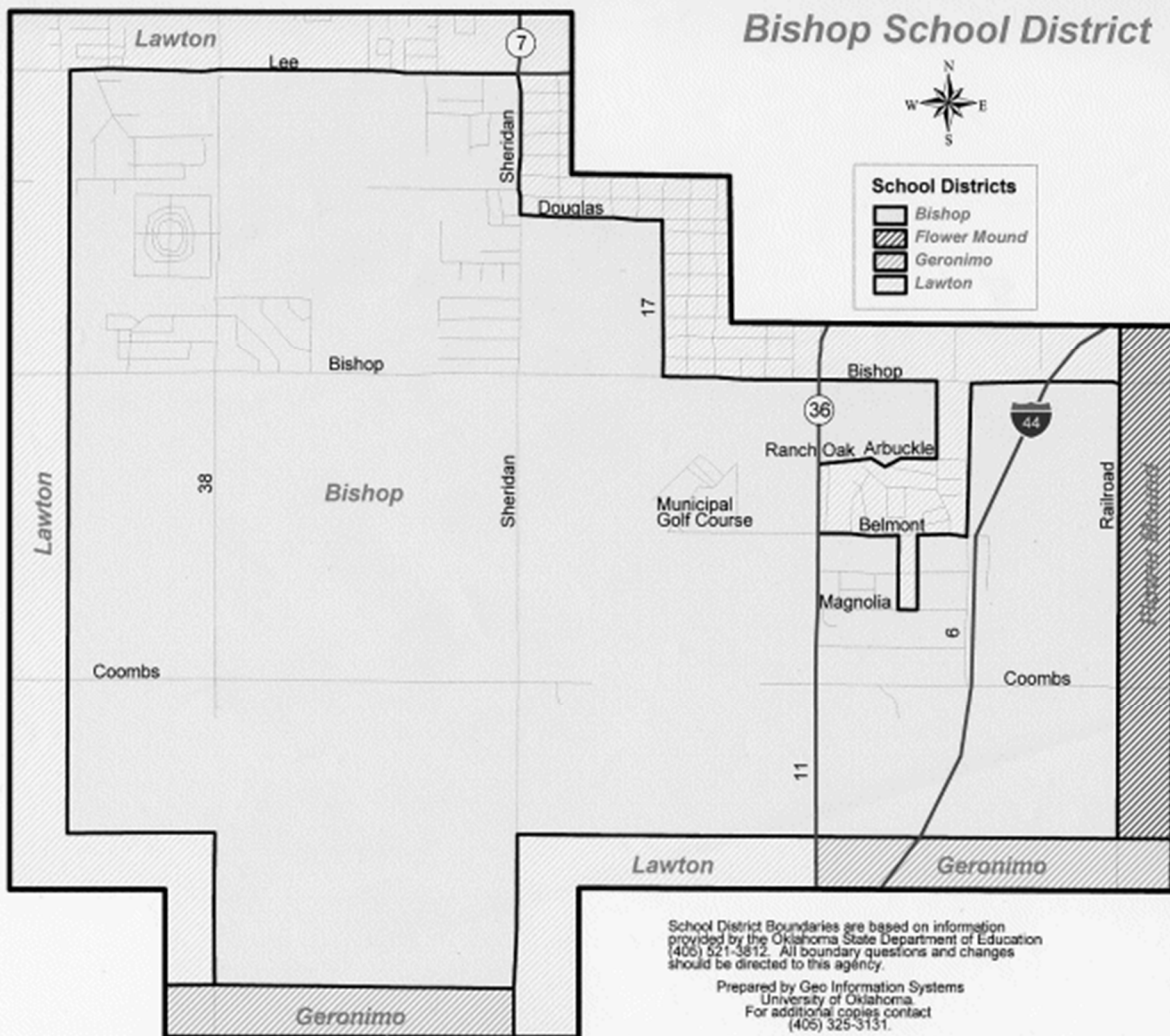 Bishop School District
Lawton
7
Lee
N
W E
S
Sheridan
School Districts
Bishop
Flower Mound
Geronimo
Lawton
Douglas
17
Bishop
Bishop
36
44
Ranch Oak Arbuckle
Lawton
38
Bishop
Sheridan
Municipal
Golf Course
Railroad
Flower Mound
Belmont
Magnolia
6
Coombs
Coombs
11
Lawton
Geronimo
Geronimo
School District Boundaries are based on information
provided by the Oklahoma State Department of Education
(405) 521-3812. All boundary questions and changes
should be directed to this agency.
Prepared by Geo Information Systems
University of Oklahoma.
For additional copies contact
(405) 325-3131.